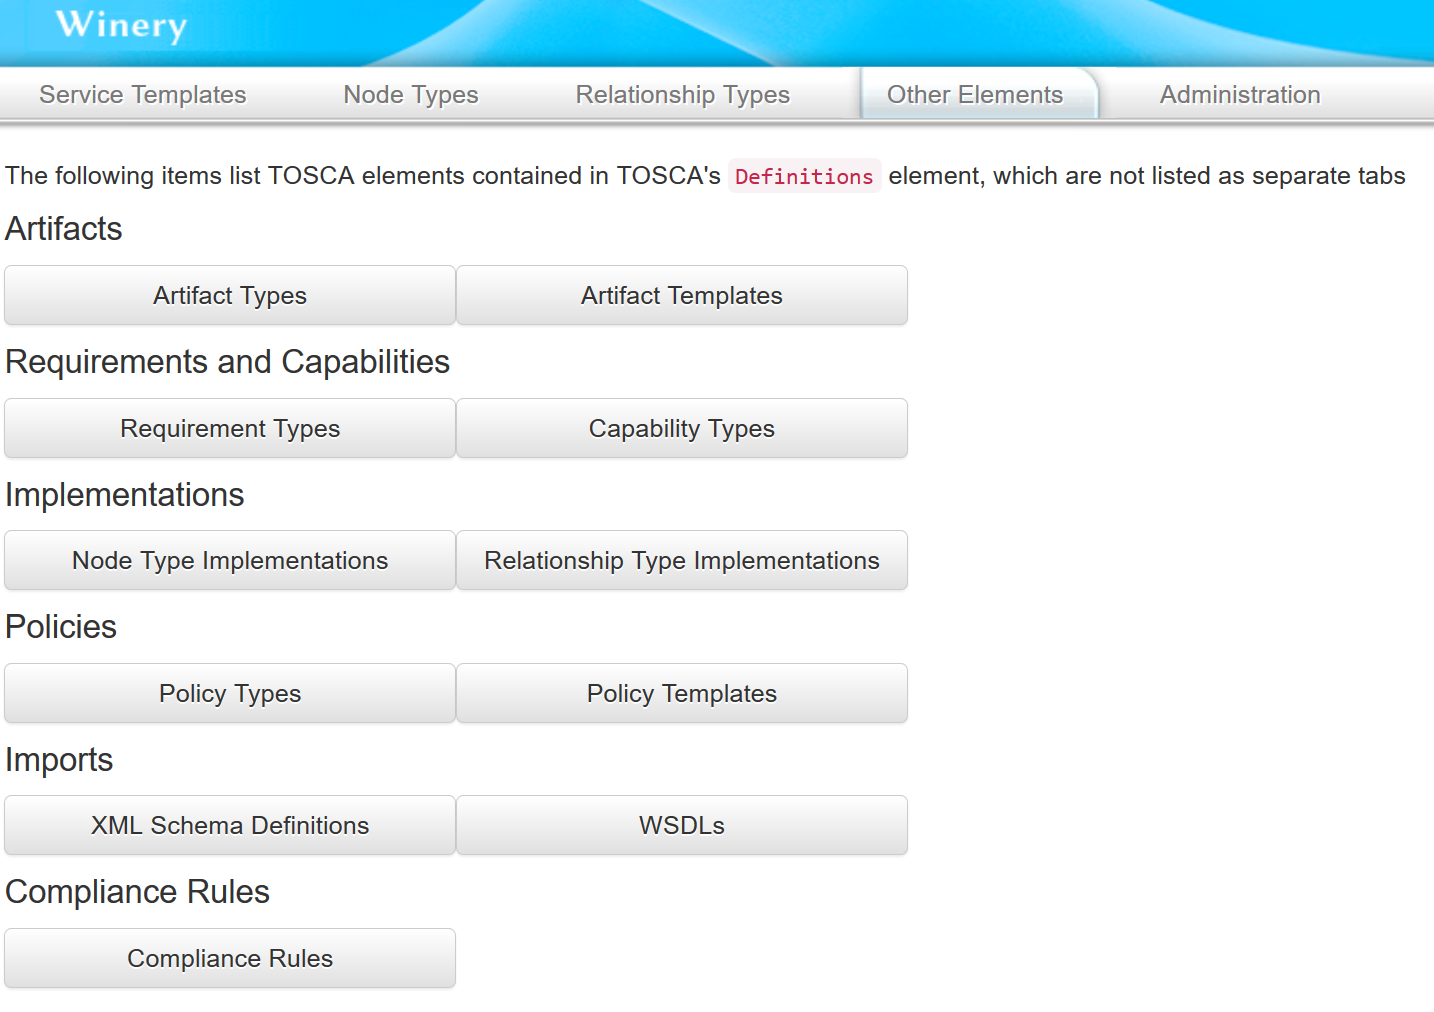 Winery
Service Templates Node Types Relationship Types Other Elements Administration
The following items list TOSCA elements contained in TOSCA's Definitions element, which are not listed as separate tabs
Artifacts
Artifact Types Artifact Templates
Requirements and Capabilities
Requirement Types Capability Types
Implementations
Node Type Implementations Relationship Type Implementations
Policies
Policy Types Policy Templates
Imports
XML Schema Definitions WSDLs
Compliance Rules
Compliance Rules